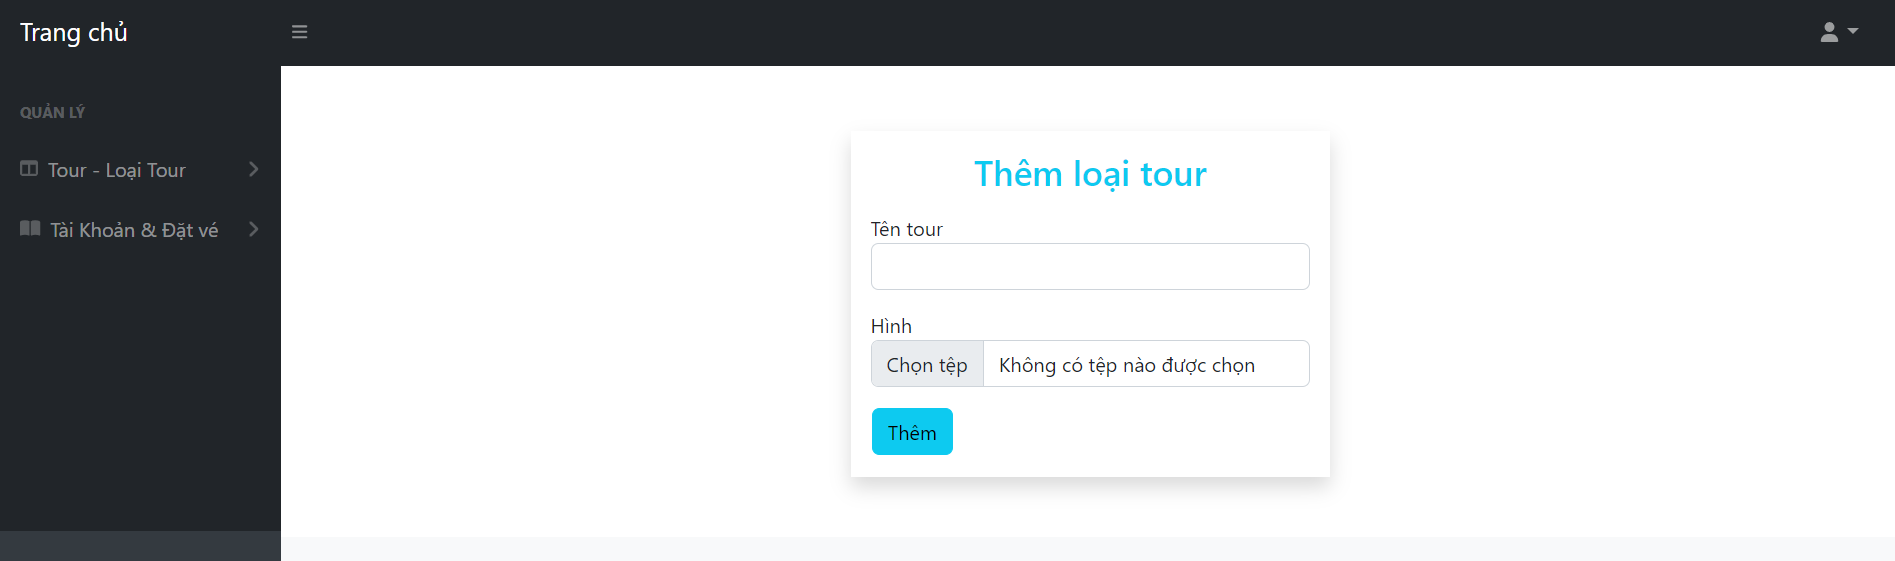 Trang chủ
QUẢN LÝ
Tour - Loại Tour
Tài Khoản & Đặt vé
Thêm loại tour
Tên tour
Hình
Chọn tệp Không có tệp nào được chọn
Thêm